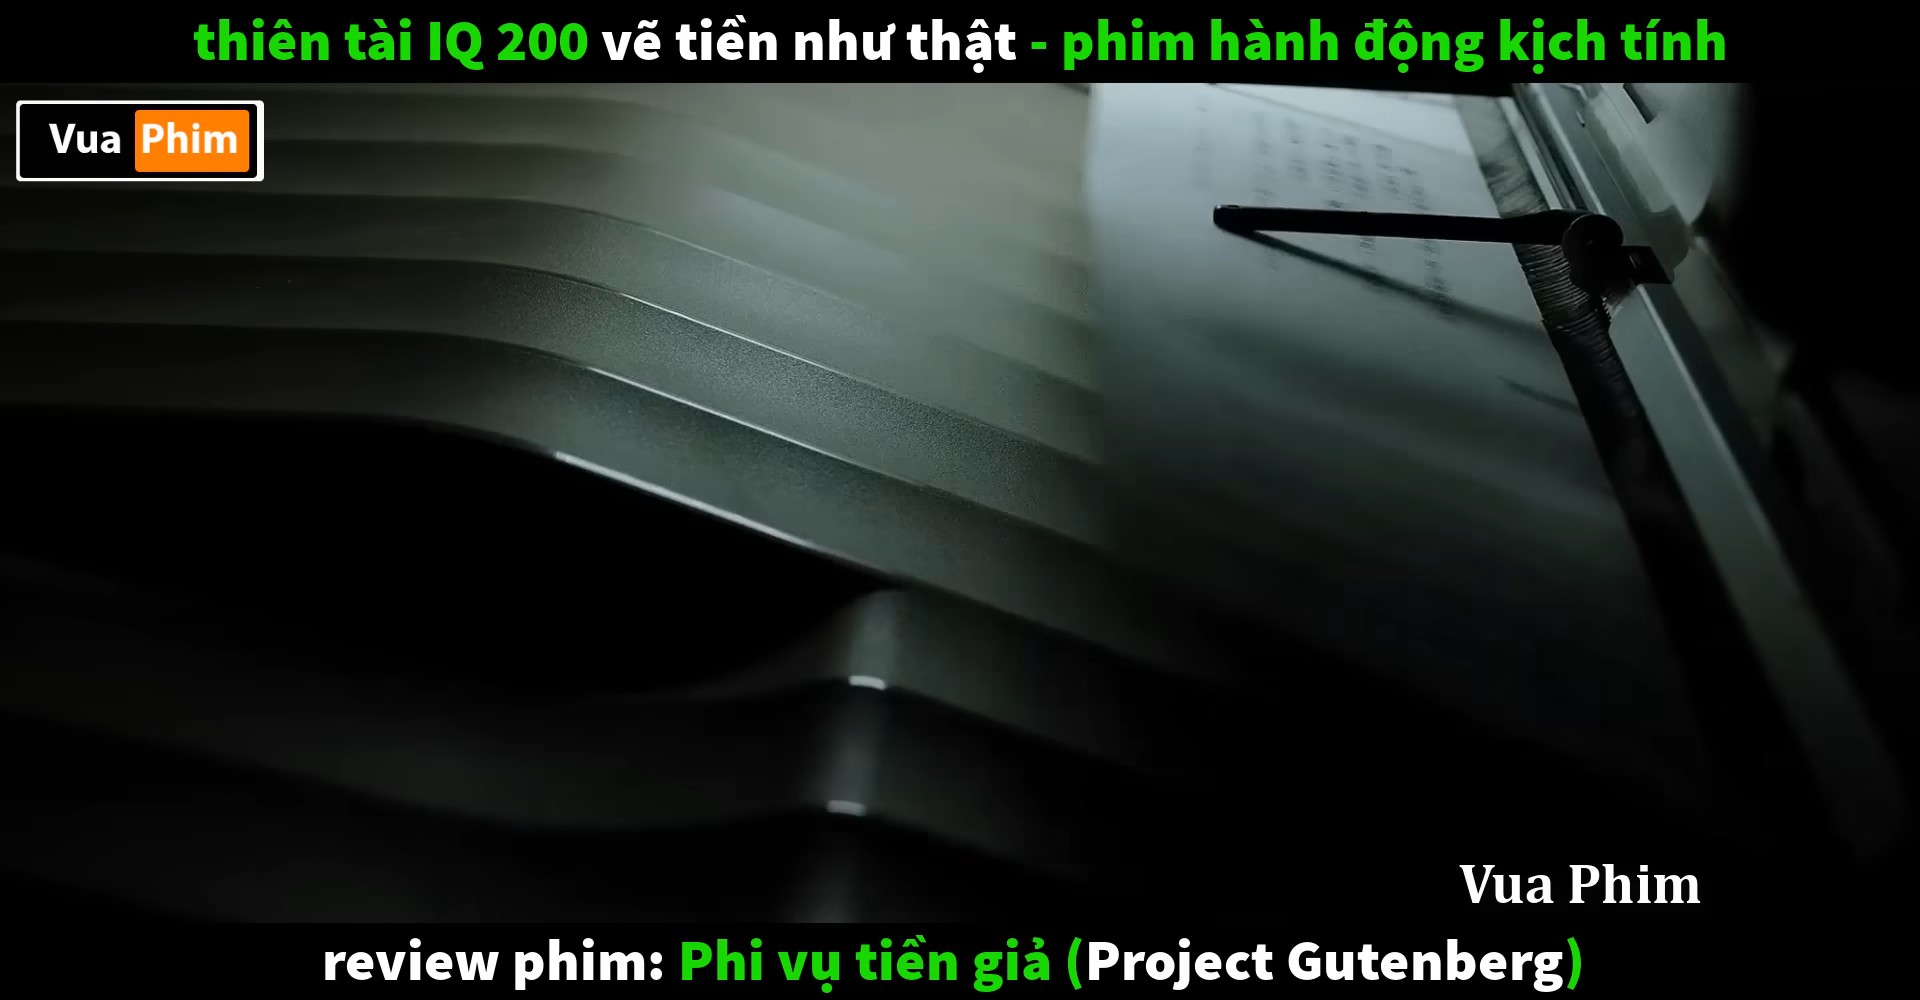 thiên tài IQ 200 vẽ tiền như thật - phim hành động kịch tính
Vua Phim
Vua Phim
review phim: Phi vụ tiền giả (Project Gutenberg)